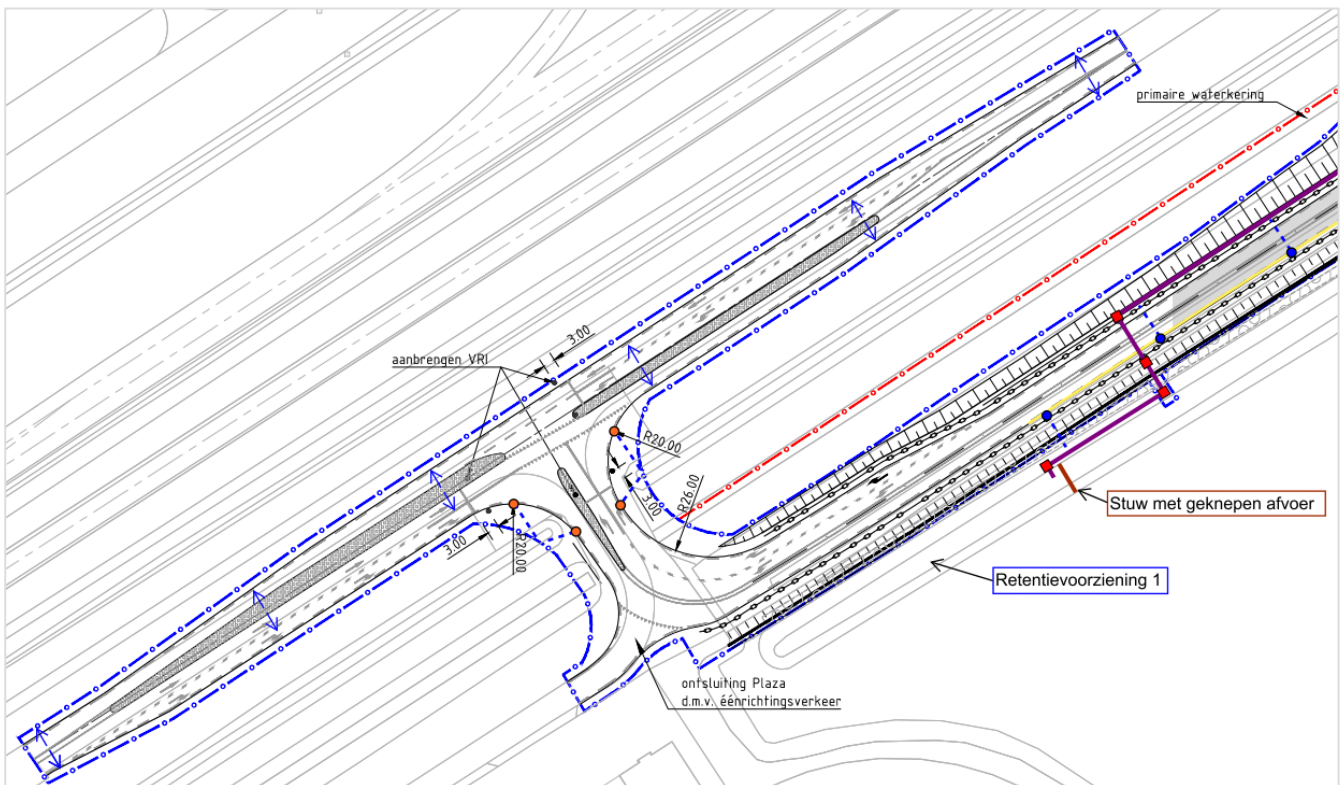 primaire waterkering
3.00
aanbrengen VRI
R20.00
R26.00
3.00
Stuw met geknepen afvoer
3.00
R20.00
Retentievoorziening 1
ontsluiting Plaza
d.m.v. éénrichtingsverkeer